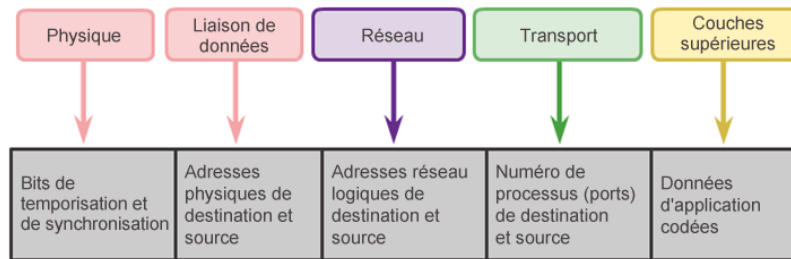 Physique
Liaison de
données
Réseau
Transport
Couches
supérieures
Bits de
temporisation et
de synchronisation
Adresses
physiques de
destination et
source
Adresses réseau
logiques de
destination et
source
Numéro de
processus (ports)
de destination
et source
Données
d'application
codées